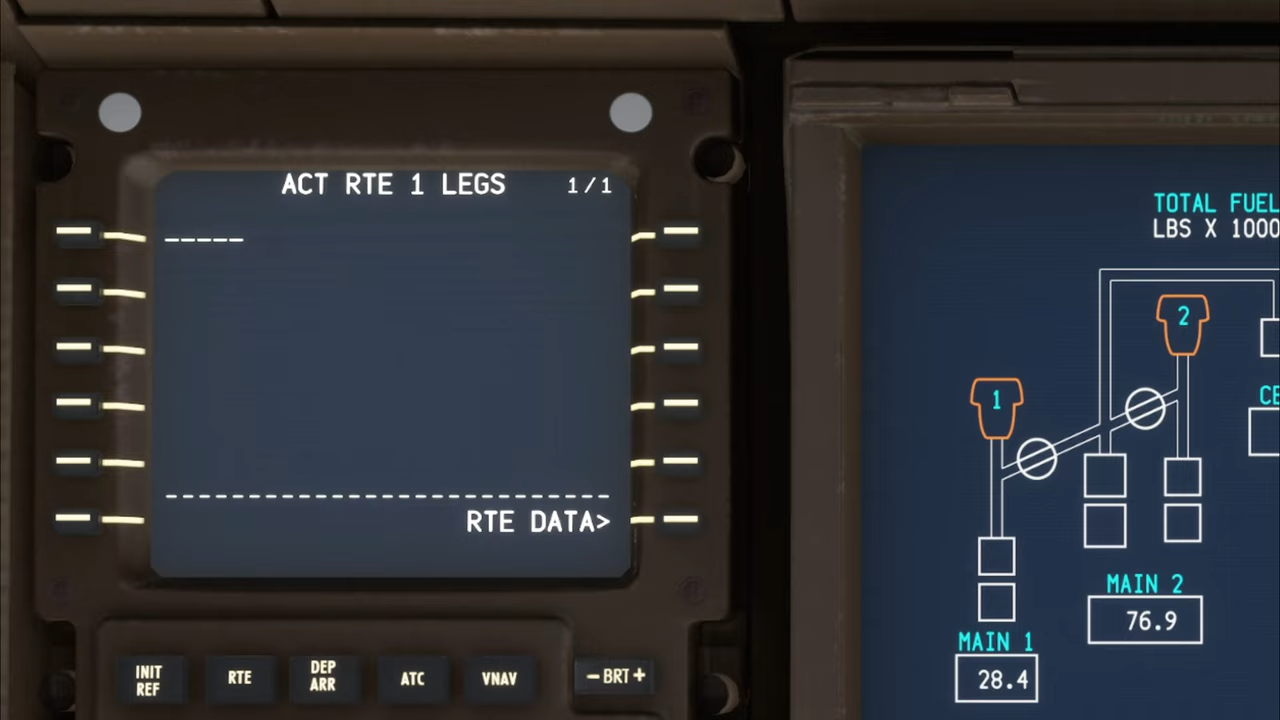 ACT RTE 1 LEGS 1/1
-----
--------------------------------
RTE DATA>
INIT REF
RTE
DEP ARR
ATC
VNAV
- BRT +
TOTAL FUEL
LBS X 1000
2
1
MAIN 2
76.9
MAIN 1
28.4